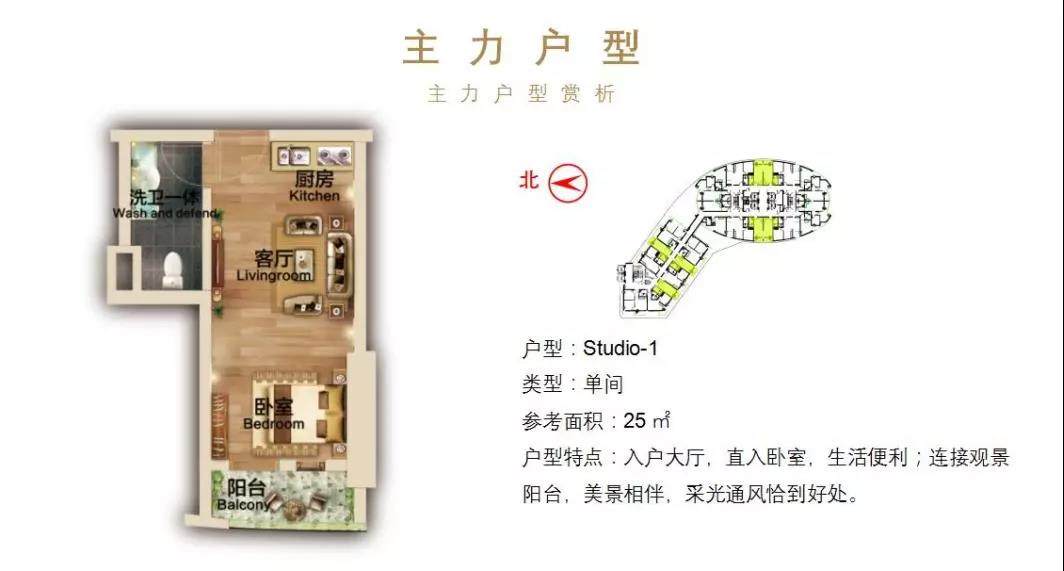 主力户型
主力户型赏析
厨房
Kitchen
洗卫一体
Wash and defend
客厅
Livingroom
卧室
Bedroom
阳台
Balcony
北
户型：Studio-1
类型：单间
参考面积：25 ㎡
户型特点：入户大厅，直入卧室，生活便利；连接观景
阳台，美景相伴，采光通风恰到好处。